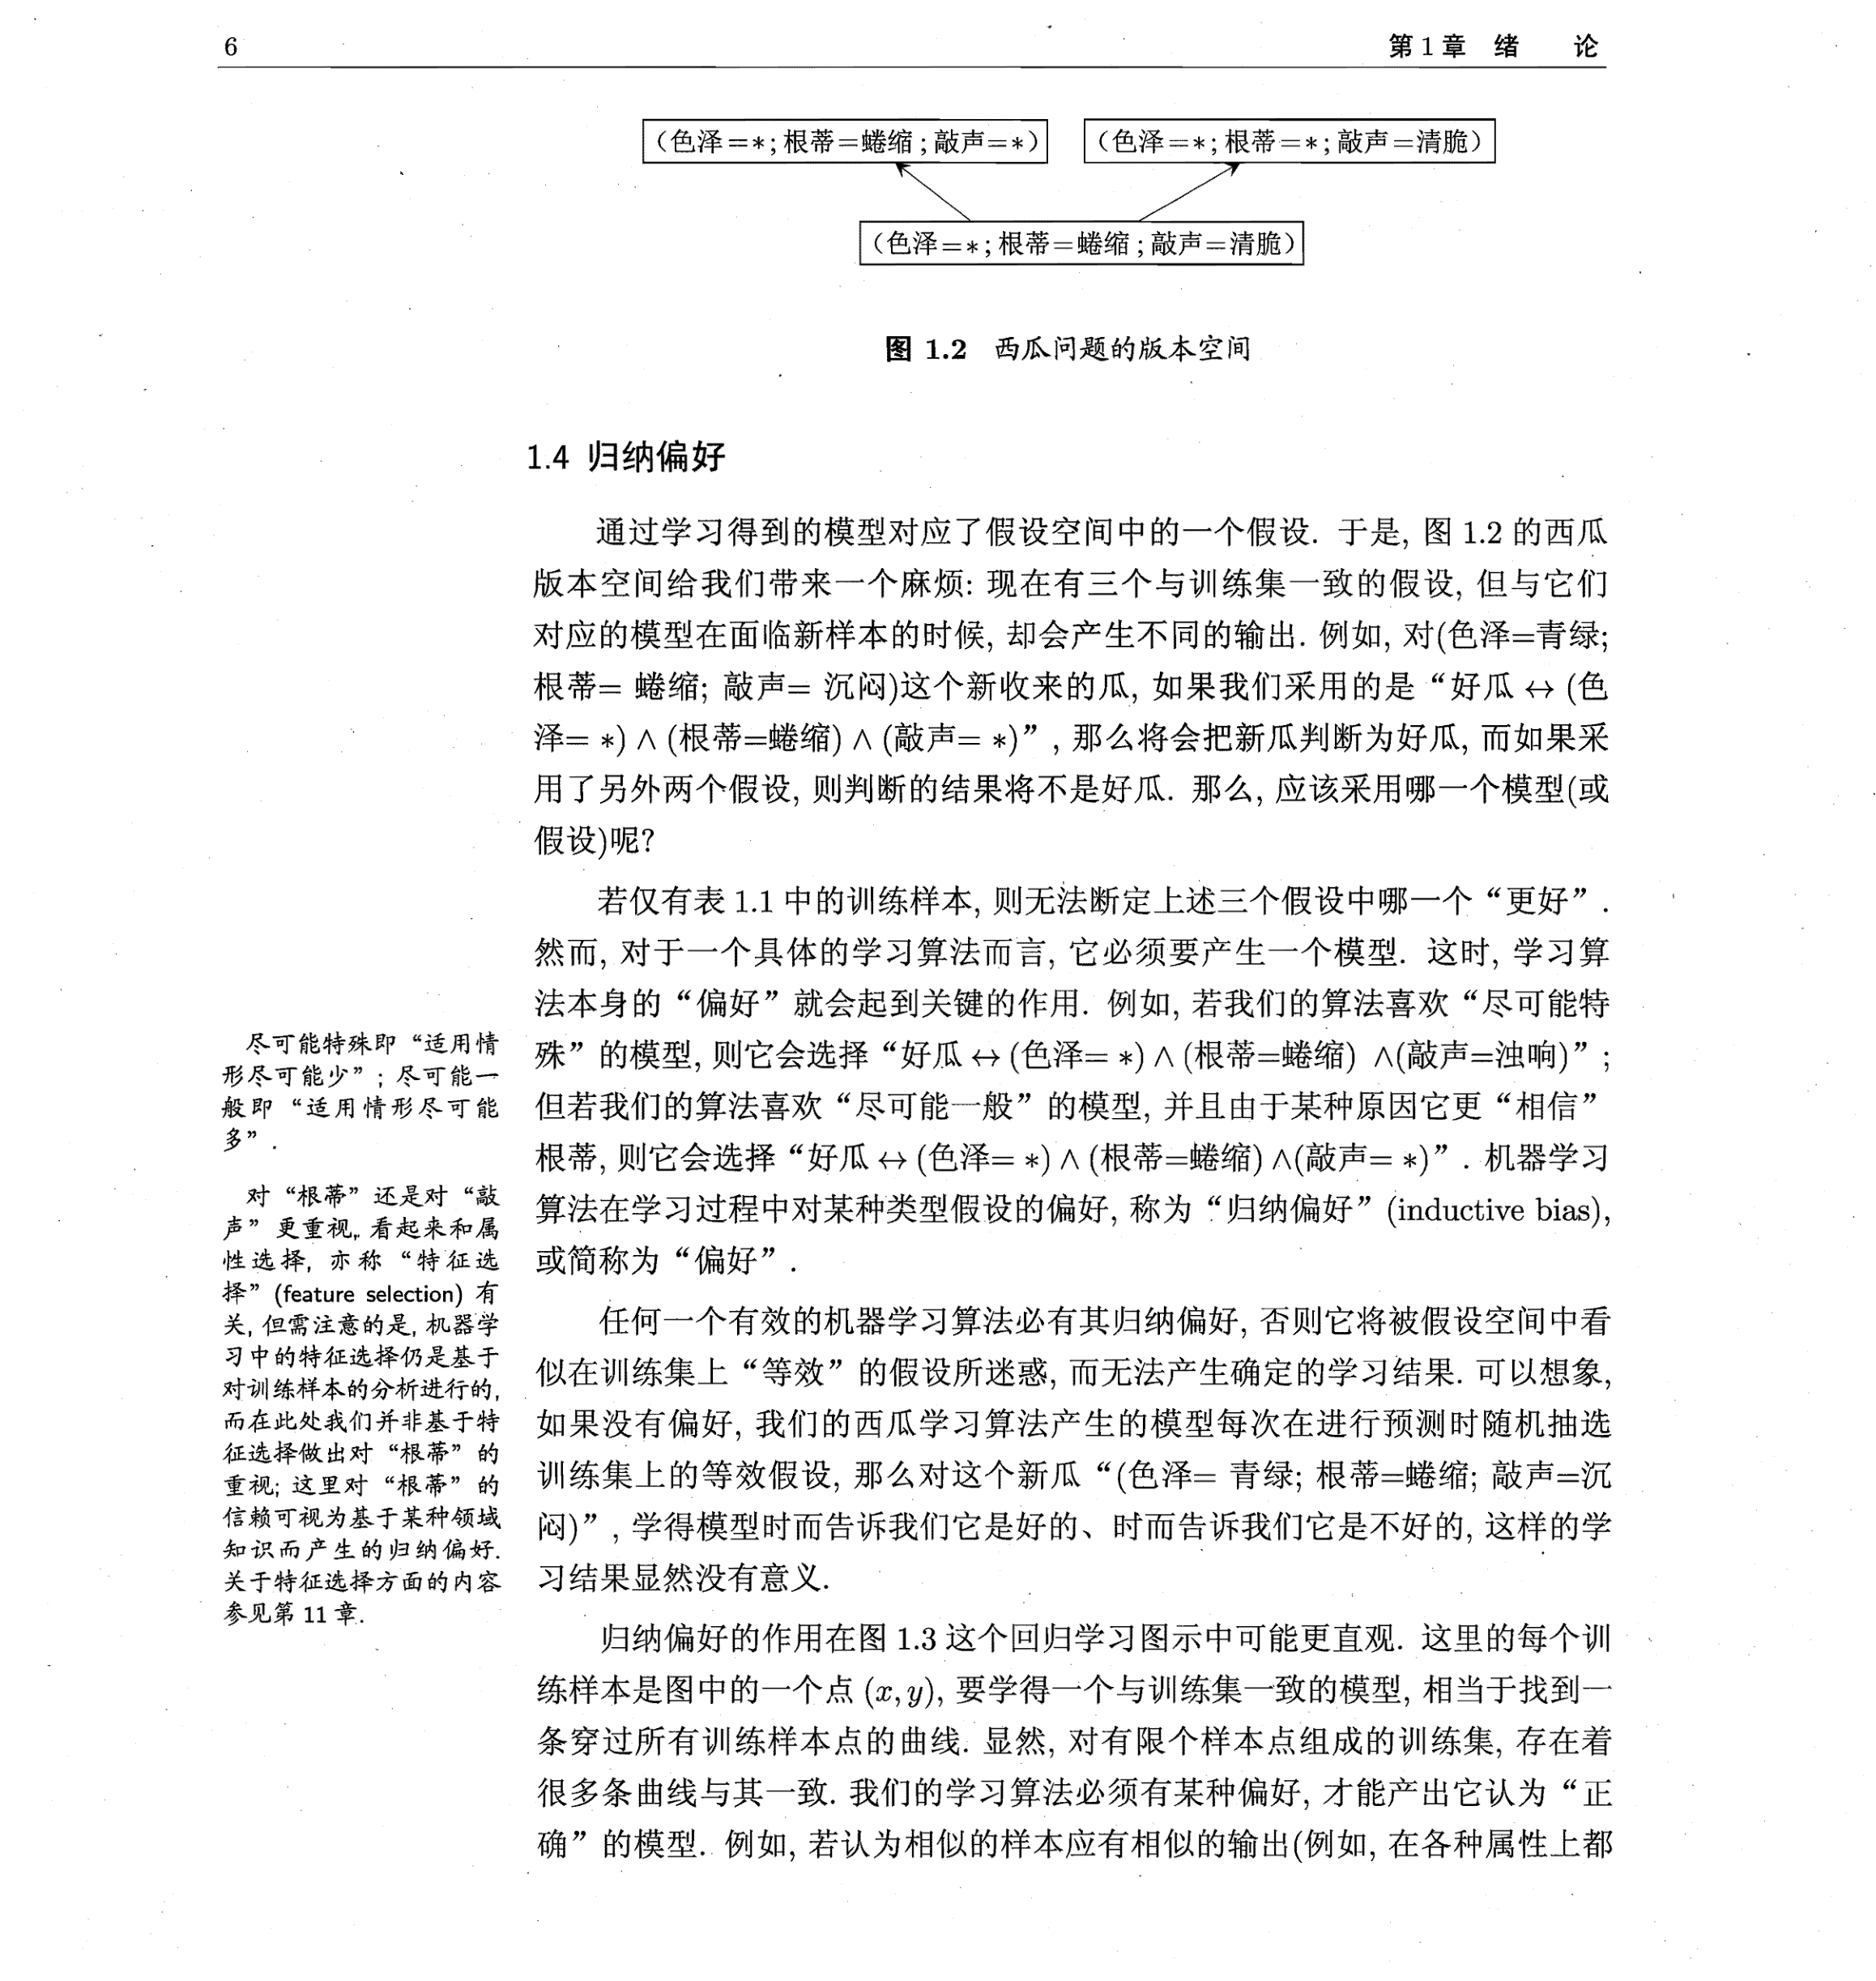 6
第1章 绪 论
(色泽=*;根蒂=蜷缩;敲声=*)
(色泽=*;根蒂=*;敲声=清脆)
(色泽=*;根蒂=蜷缩;敲声=清脆)
图 1.2 西瓜问题的版本空间
1.4 归纳偏好
通过学习得到的模型对应了假设空间中的一个假设. 于是, 图 1.2 的西瓜
版本空间给我们带来一个麻烦: 现在有三个与训练集一致的假设, 但与它们
对应的模型在面临新样本的时候, 却会产生不同的输出. 例如, 对(色泽=青绿;
根蒂= 蜷缩; 敲声= 沉闷)这个新收来的瓜, 如果我们采用的是“好瓜 ↔ (色
泽= *) ∧ (根蒂=蜷缩) ∧ (敲声= *)”, 那么将会把新瓜判断为好瓜, 而如果采
用了另外两个假设, 则判断的结果将不是好瓜. 那么, 应该采用哪一个模型(或
假设)呢?
若仅有表 1.1 中的训练样本, 则无法断定上述三个假设中哪一个“更好”.
然而, 对于一个具体的学习算法而言, 它必须要产生一个模型. 这时, 学习算
法本身的“偏好”就会起到关键的作用. 例如, 若我们的算法喜欢“尽可能特
殊”的模型, 则它会选择“好瓜 ↔ (色泽= *) ∧ (根蒂=蜷缩) ∧(敲声=浊响)”;
但若我们的算法喜欢“尽可能一般”的模型, 并且由于某种原因它更“相信”
根蒂, 则它会选择“好瓜 ↔ (色泽= *) ∧ (根蒂=蜷缩) ∧(敲声= *)”. 机器学习
算法在学习过程中对某种类型假设的偏好, 称为“归纳偏好”(inductive bias),
或简称为“偏好”.
尽可能特殊即“适用情
形尽可能少”; 尽可能一
般即“适用情形尽可能
多”.
对“根蒂”还是对“敲
声”更重视, 看起来和属
性选择, 亦称“特征选
择”(feature selection) 有
关, 但需注意的是, 机器学
习中的特征选择仍是基于
对训练样本的分析进行的,
而在此处我们并非基于特
征选择做出对“根蒂”的
重视; 这里对“根蒂”的
信赖可视为基于某种领域
知识而产生的归纳偏好.
关于特征选择方面的内容
参见第 11 章.
任何一个有效的机器学习算法必有其归纳偏好, 否则它将被假设空间中看
似在训练集上“等效”的假设所迷惑, 而无法产生确定的学习结果. 可以想象,
如果没有偏好, 我们的西瓜学习算法产生的模型每次在进行预测时随机抽选
训练集上的等效假设, 那么对这个新瓜“(色泽= 青绿; 根蒂=蜷缩; 敲声=沉
闷)”, 学得模型时而告诉我们它是好的、时而告诉我们它是不好的, 这样的学
习结果显然没有意义.
归纳偏好的作用在图 1.3 这个回归学习图示中可能更直观. 这里的每个训
练样本是图中的一个点 (x, y), 要学得一个与训练集一致的模型, 相当于找到一
条穿过所有训练样本点的曲线. 显然, 对有限个样本点组成的训练集, 存在着
很多条曲线与其一致. 我们的学习算法必须有某种偏好, 才能产出它认为“正
确”的模型. 例如, 若认为相似的样本应有相似的输出(例如, 在各种属性上都